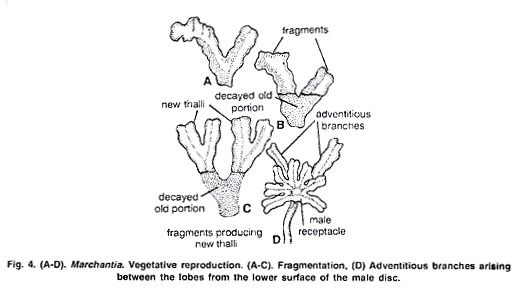 fragments
A
new thalli
decayed old
portion
B
adventitious
branches
decayed
old portion
C
fragments producing
new thalli
D
male
receptacle
Fig. 4. (A-D). Marchantia. Vegetative reproduction. (A-C). Fragmentation, (D) Adventitious branches arising
between the lobes from the lower surface of the male disc.